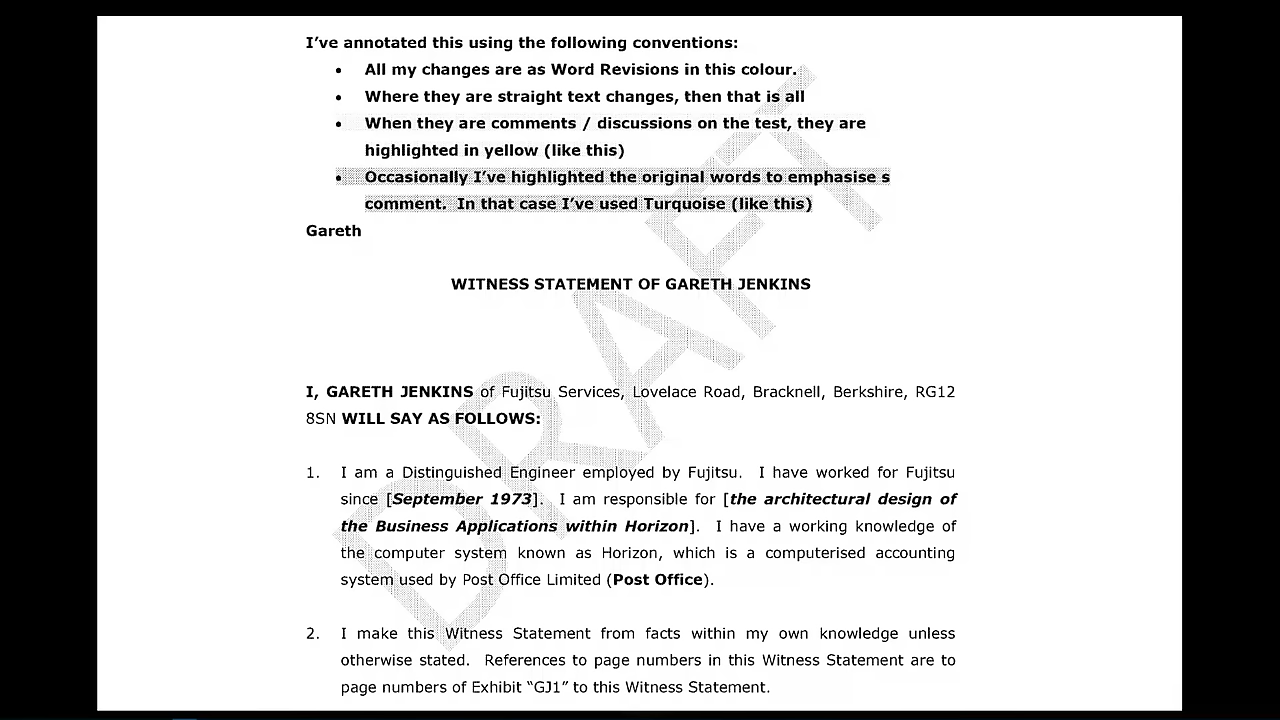 I've annotated this using the following conventions:
• All my changes are as Word Revisions in this colour.
• Where they are straight text changes, then that is all
• When they are comments / discussions on the test, they are
highlighted in yellow (like this)
• Occasionally I've highlighted the original words to emphasise s
comment. In that case I've used Turquoise (like this)
Gareth
WITNESS STATEMENT OF GARETH JENKINS
I, GARETH JENKINS of Fujitsu Services, Lovelace Road, Bracknell, Berkshire, RG12
8SN WILL SAY AS FOLLOWS:
1. I am a Distinguished Engineer employed by Fujitsu. I have worked for Fujitsu
since [September 1973]. I am responsible for [the architectural design of
the Business Applications within Horizon]. I have a working knowledge of
the computer system known as Horizon, which is a computerised accounting
system used by Post Office Limited (Post Office).
2. I make this Witness Statement from facts within my own knowledge unless
otherwise stated. References to page numbers in this Witness Statement are to
page numbers of Exhibit "GJ1" to this Witness Statement.
DRAFT